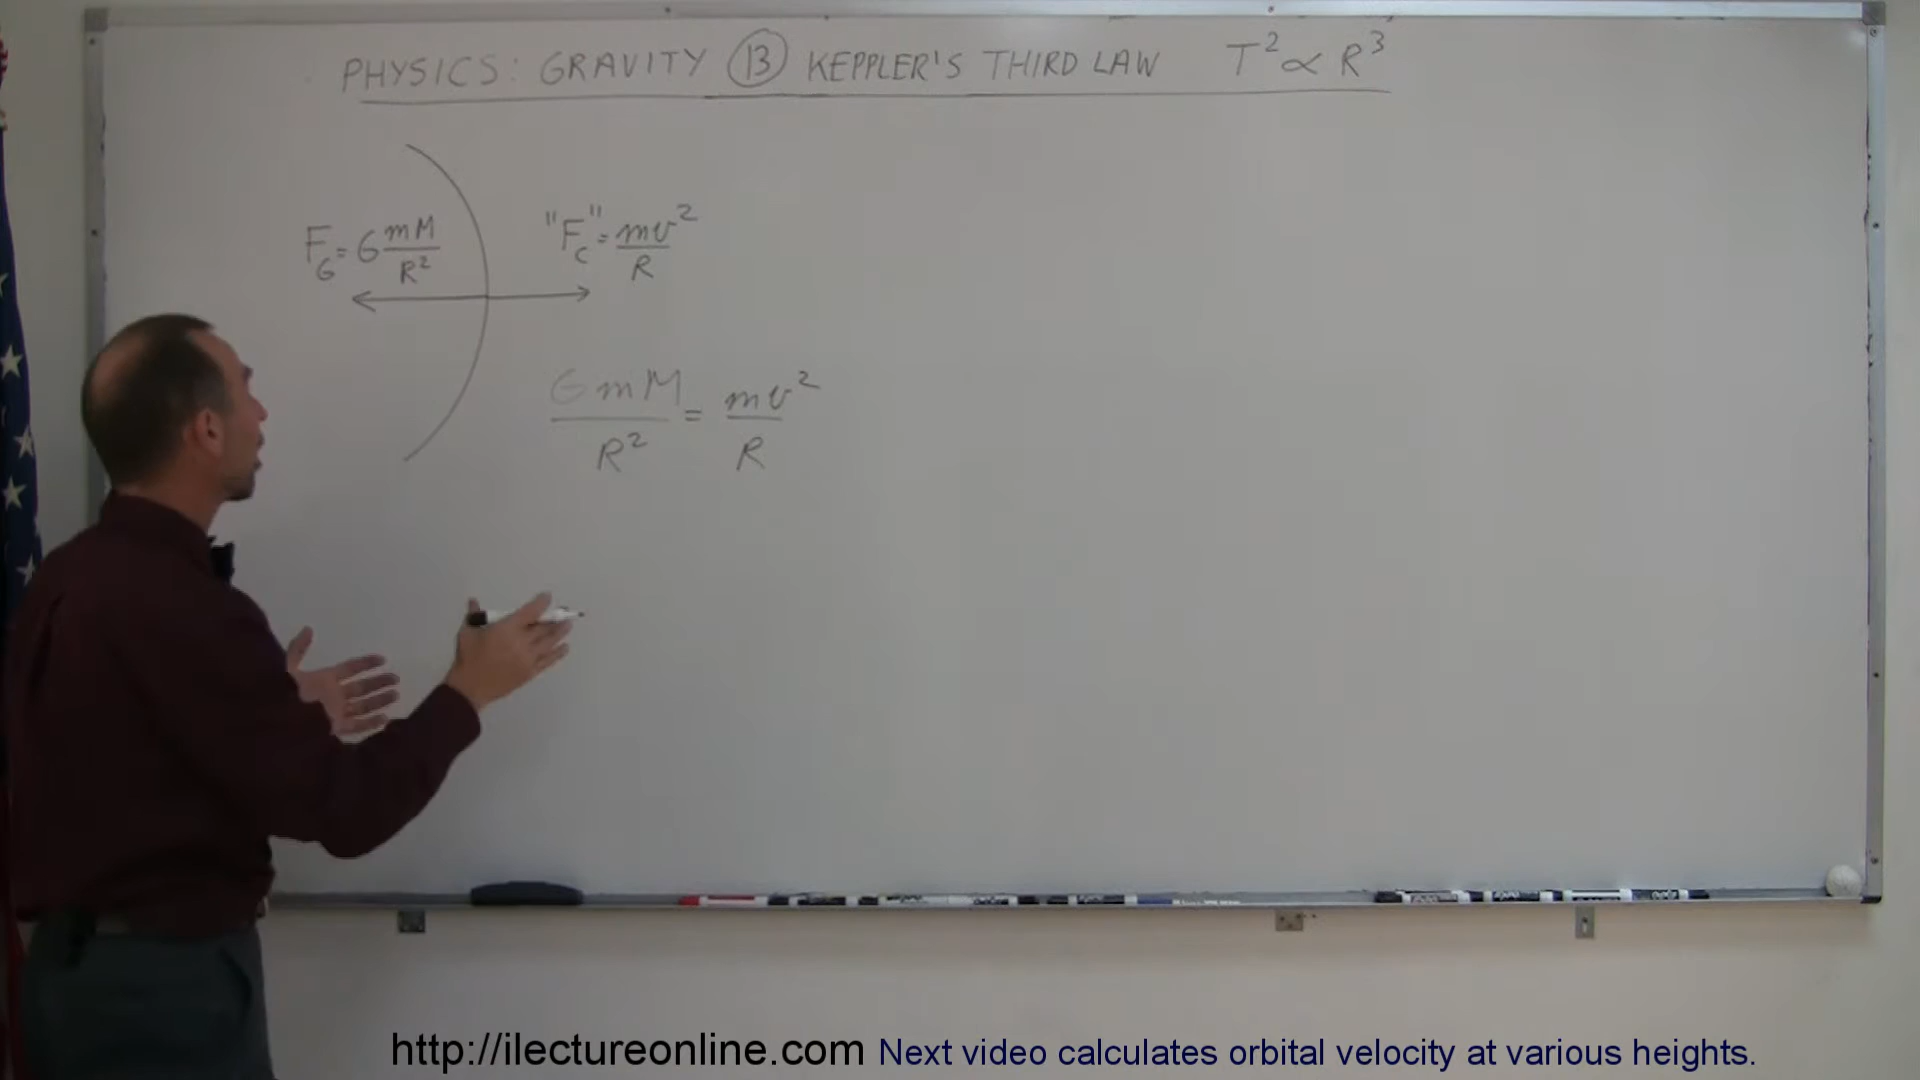 PHYSICS: GRAVITY 13 KEPPLER'S THIRD LAW T² ∝ R³
F_G = G mM/R²
"F_C" = mv²/R
GmM/R² = mv²/R
http://ilectureonline.com Next video calculates orbital velocity at various heights.